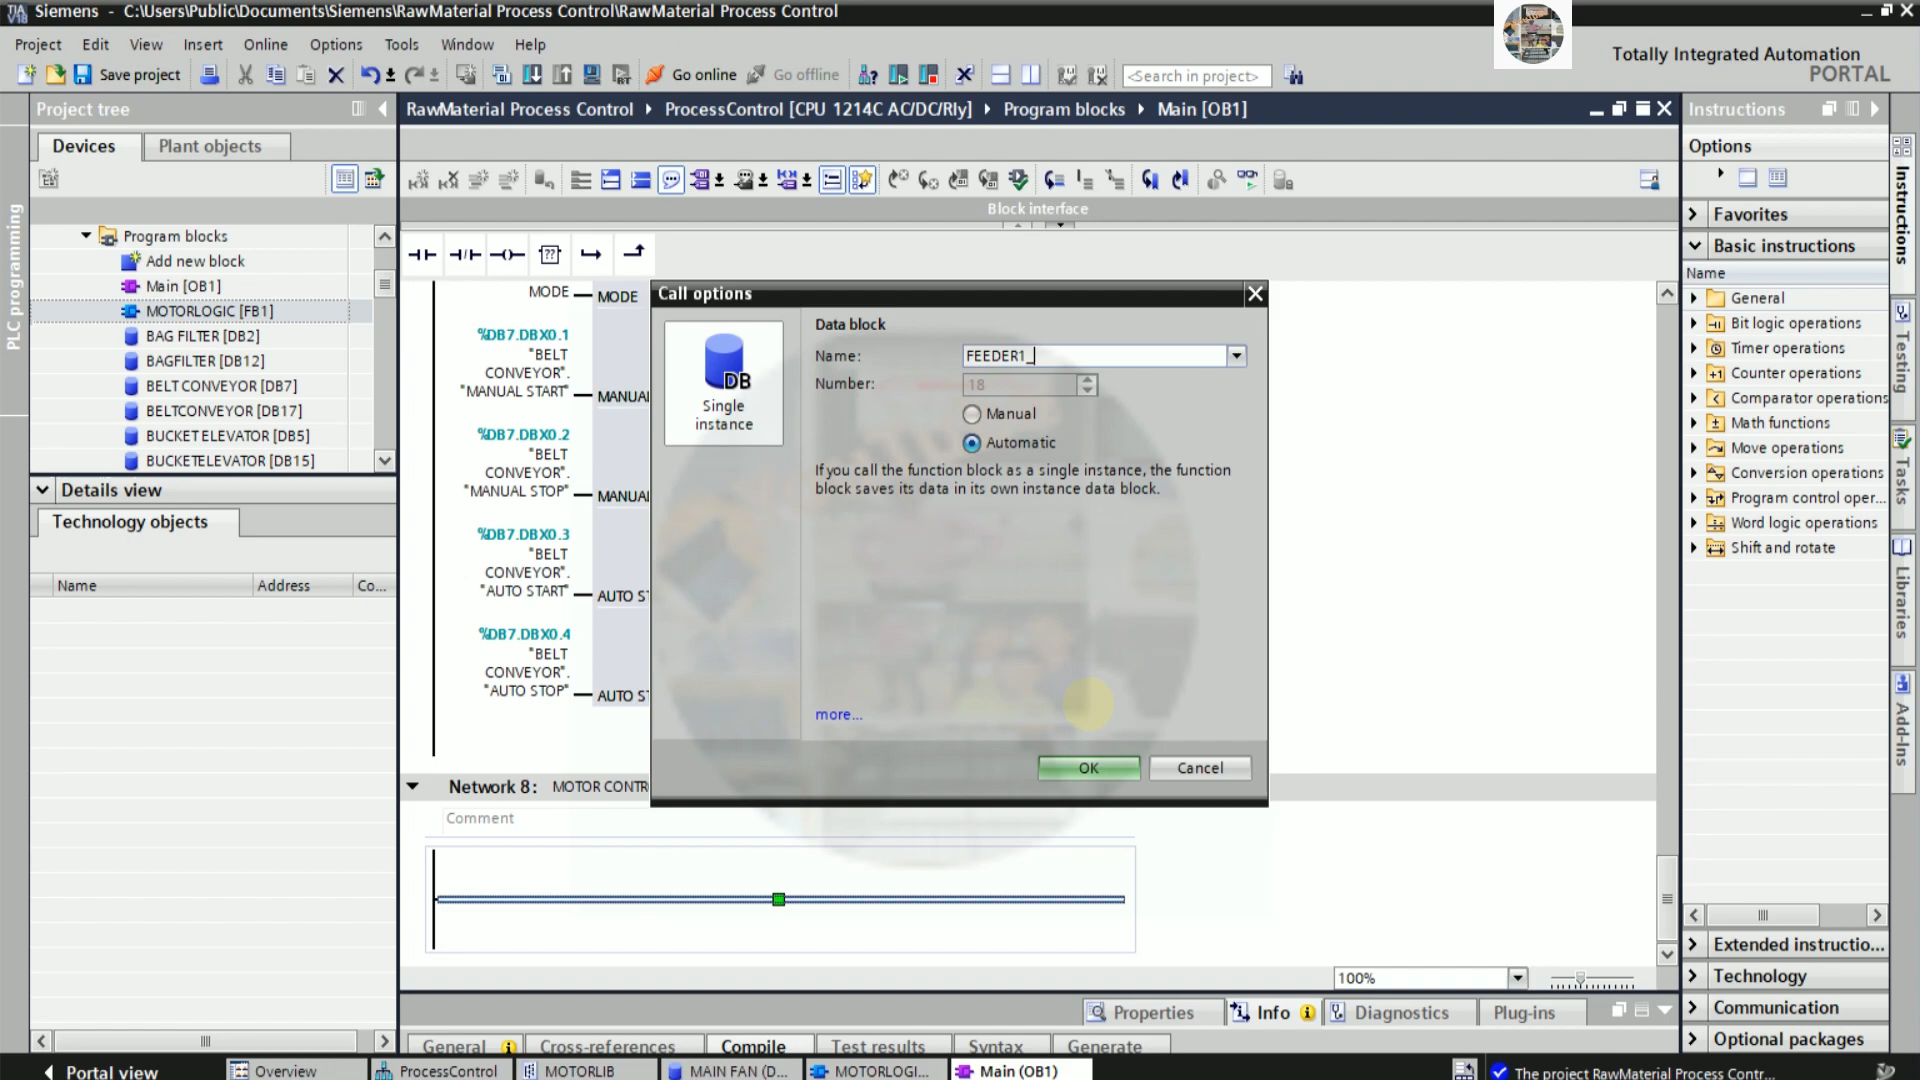 Siemens - C:\Users\Public\Documents\Siemens\RawMaterial Process Control\RawMaterial Process Control
Project Edit View Insert Online Options Tools Window Help
Totally Integrated Automation
PORTAL
Save project
Go online
Go offline
<Search in project>
Project tree
RawMaterial Process Control
ProcessControl [CPU 1214C AC/DC/Rly]
Program blocks
Main [OB1]
Instructions
Devices
Plant objects
Options
Block interface
PLC programming
Program blocks
Add new block
Main [OB1]
MOTORLOGIC [FB1]
BAG FILTER [DB2]
BAGFILTER [DB12]
BELT CONVEYOR [DB7]
BELTCONVEYOR [DB17]
BUCKET ELEVATOR [DB5]
BUCKETELEVATOR [DB15]
Details view
Technology objects
Name
Address
Co...
MODE
MODE
%DB7.DBX0.1
"BELT
CONVEYOR".
"MANUAL START"
MANUAL
%DB7.DBX0.2
"BELT
CONVEYOR".
"MANUAL STOP"
MANUAL
%DB7.DBX0.3
"BELT
CONVEYOR".
"AUTO START"
AUTO S
%DB7.DBX0.4
"BELT
CONVEYOR".
"AUTO STOP"
AUTO S
Call options
DB
Single
instance
Data block
Name:
FEEDER1_
Number:
18
Manual
Automatic
If you call the function block as a single instance, the function
block saves its data in its own instance data block.
more...
OK
Cancel
Network 8:
MOTOR CONTR
Comment
100%
Favorites
Basic instructions
Name
General
Bit logic operations
Timer operations
Counter operations
Comparator operations
Math functions
Move operations
Conversion operations
Program control oper...
Word logic operations
Shift and rotate
Extended instructio...
Technology
Communication
Optional packages
Instructions
Testing
Tasks
Libraries
Add-Ins
Properties
Info
Diagnostics
Plug-ins
General
Cross-references
Compile
Test results
Syntax
Generate
Portal view
Overview
ProcessControl
MOTORLIB
MAIN FAN (D...
MOTORLOGI...
Main (OB1)
The project RawMaterial Process Contr...